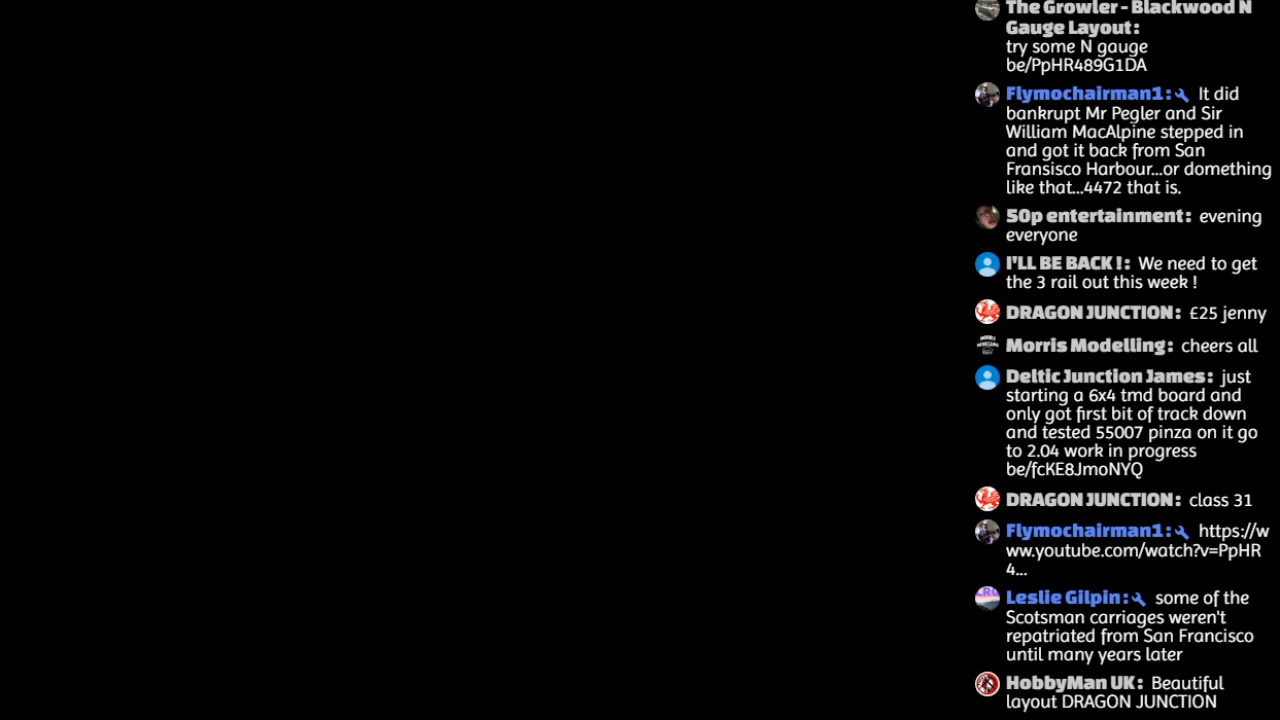 The Growler - Blackwood N
Gauge Layout:
try some N gauge
be/PpHR489G1DA
Flymochairman1: It did
bankrupt Mr Pegler and Sir
William MacAlpine stepped in
and got it back from San
Fransisco Harbour...or domething
like that...4472 that is.
50p entertainment: evening
everyone
I'LL BE BACK !: We need to get
the 3 rail out this week !
DRAGON JUNCTION: £25 jenny
Morris Modelling: cheers all
Deltic Junction James: just
starting a 6x4 tmd board and
only got first bit of track down
and tested 55007 pinza on it go
to 2.04 work in progress
be/fcKE8JmoNYQ
DRAGON JUNCTION: class 31
Flymochairman1: https://w
ww.youtube.com/watch?v=PpHR
4...
Leslie Gilpin: some of the
Scotsman carriages weren't
repatriated from San Francisco
until many years later
HobbyMan UK: Beautiful
layout DRAGON JUNCTION